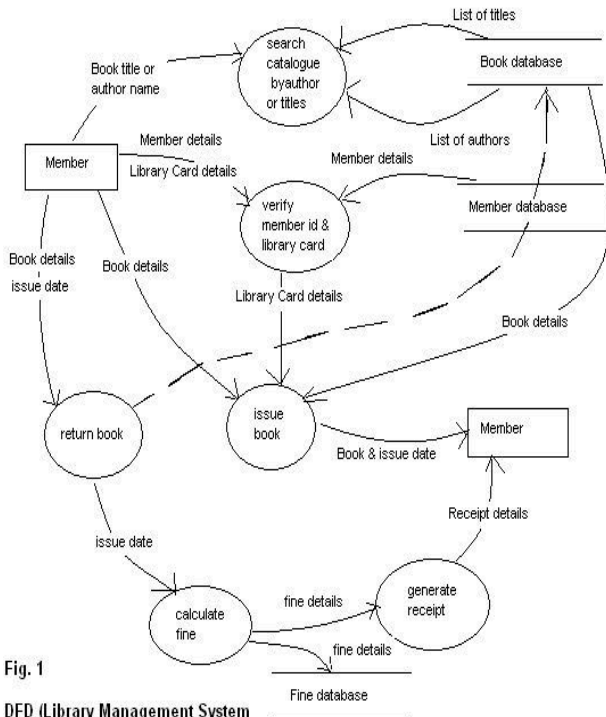 List of titles
search
catalogue
byauthor
or titles
Book database
Book title or
author name
List of authors
Member
Member details
Library Card details
Member details
verify
member id &
library card
Member database
Book details
issue date
Book details
Library Card details
Book details
return book
issue
book
Member
Book & issue date
Receipt details
issue date
calculate
fine
fine details
generate
receipt
fine details
Fig. 1
Fine database
DFD (Library Management System